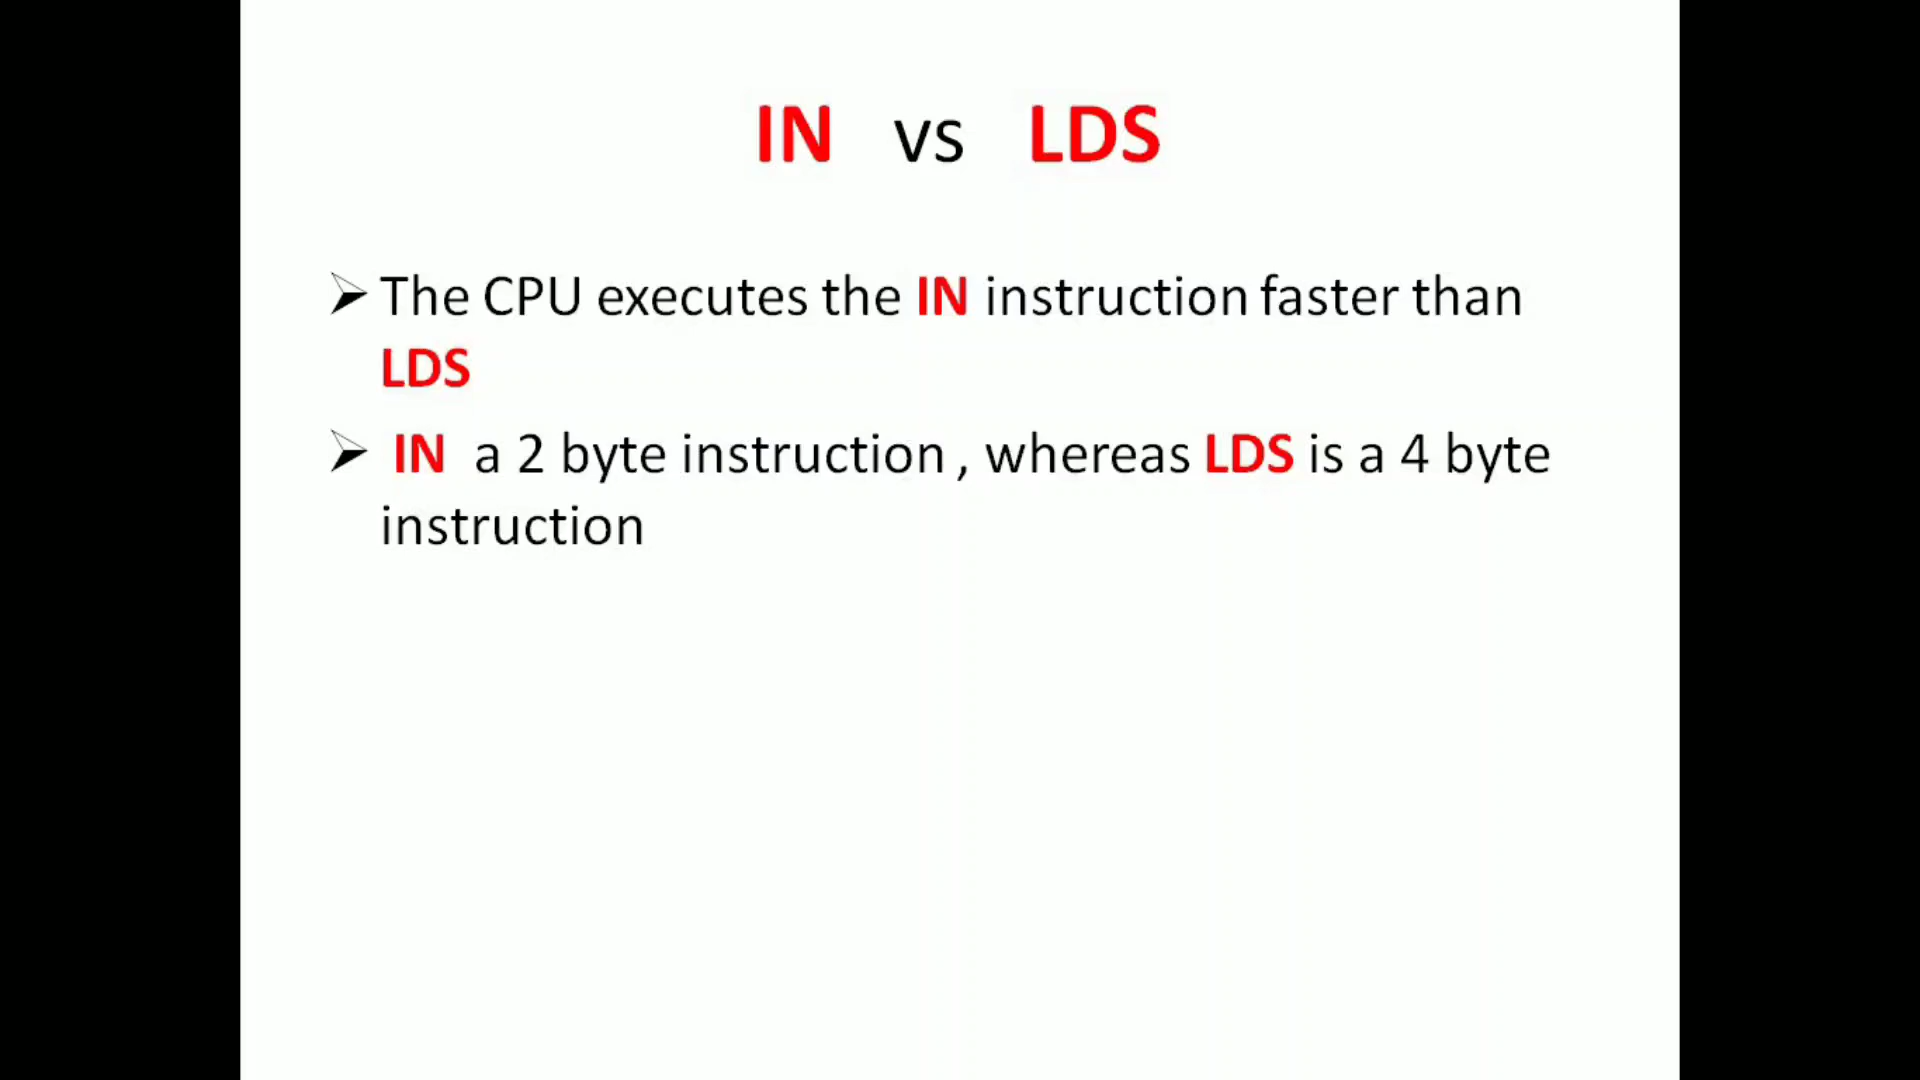 IN vs LDS
The CPU executes the IN instruction faster than
LDS
IN a 2 byte instruction , whereas LDS is a 4 byte
instruction